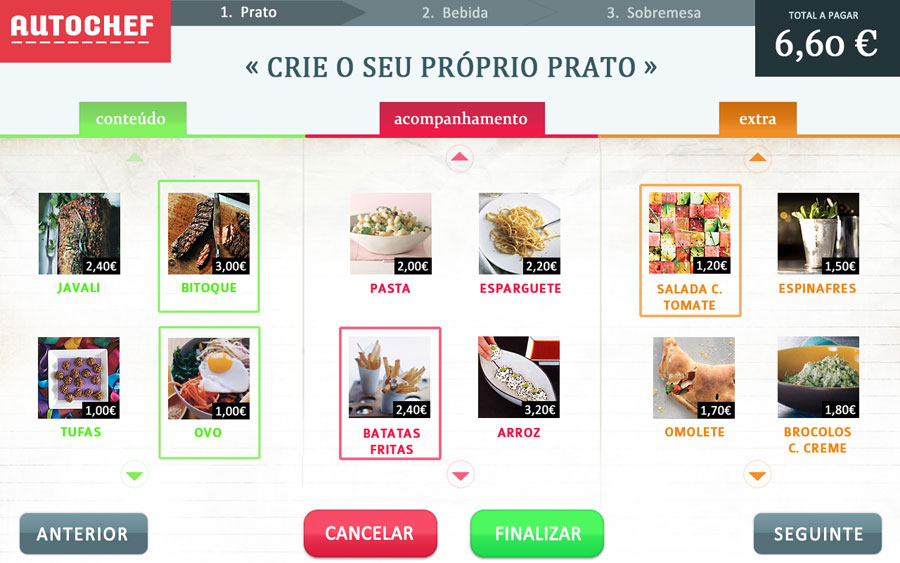 AUTOCHEF
1. Prato
2. Bebida
3. Sobremesa
TOTAL A PAGAR
6,60 €
« CRIE O SEU PRÓPRIO PRATO »
conteúdo
acompanhamento
extra
2,40€
JAVALI
3,00€
BITOQUE
2,00€
PASTA
2,20€
ESPARGUETE
1,20€
SALADA C.
TOMATE
1,50€
ESPINAFRES
1,00€
TUFAS
1,00€
OVO
2,40€
BATATAS
FRITAS
3,20€
ARROZ
1,70€
OMOLETE
1,80€
BROCOLOS
C. CREME
ANTERIOR
CANCELAR
FINALIZAR
SEGUINTE